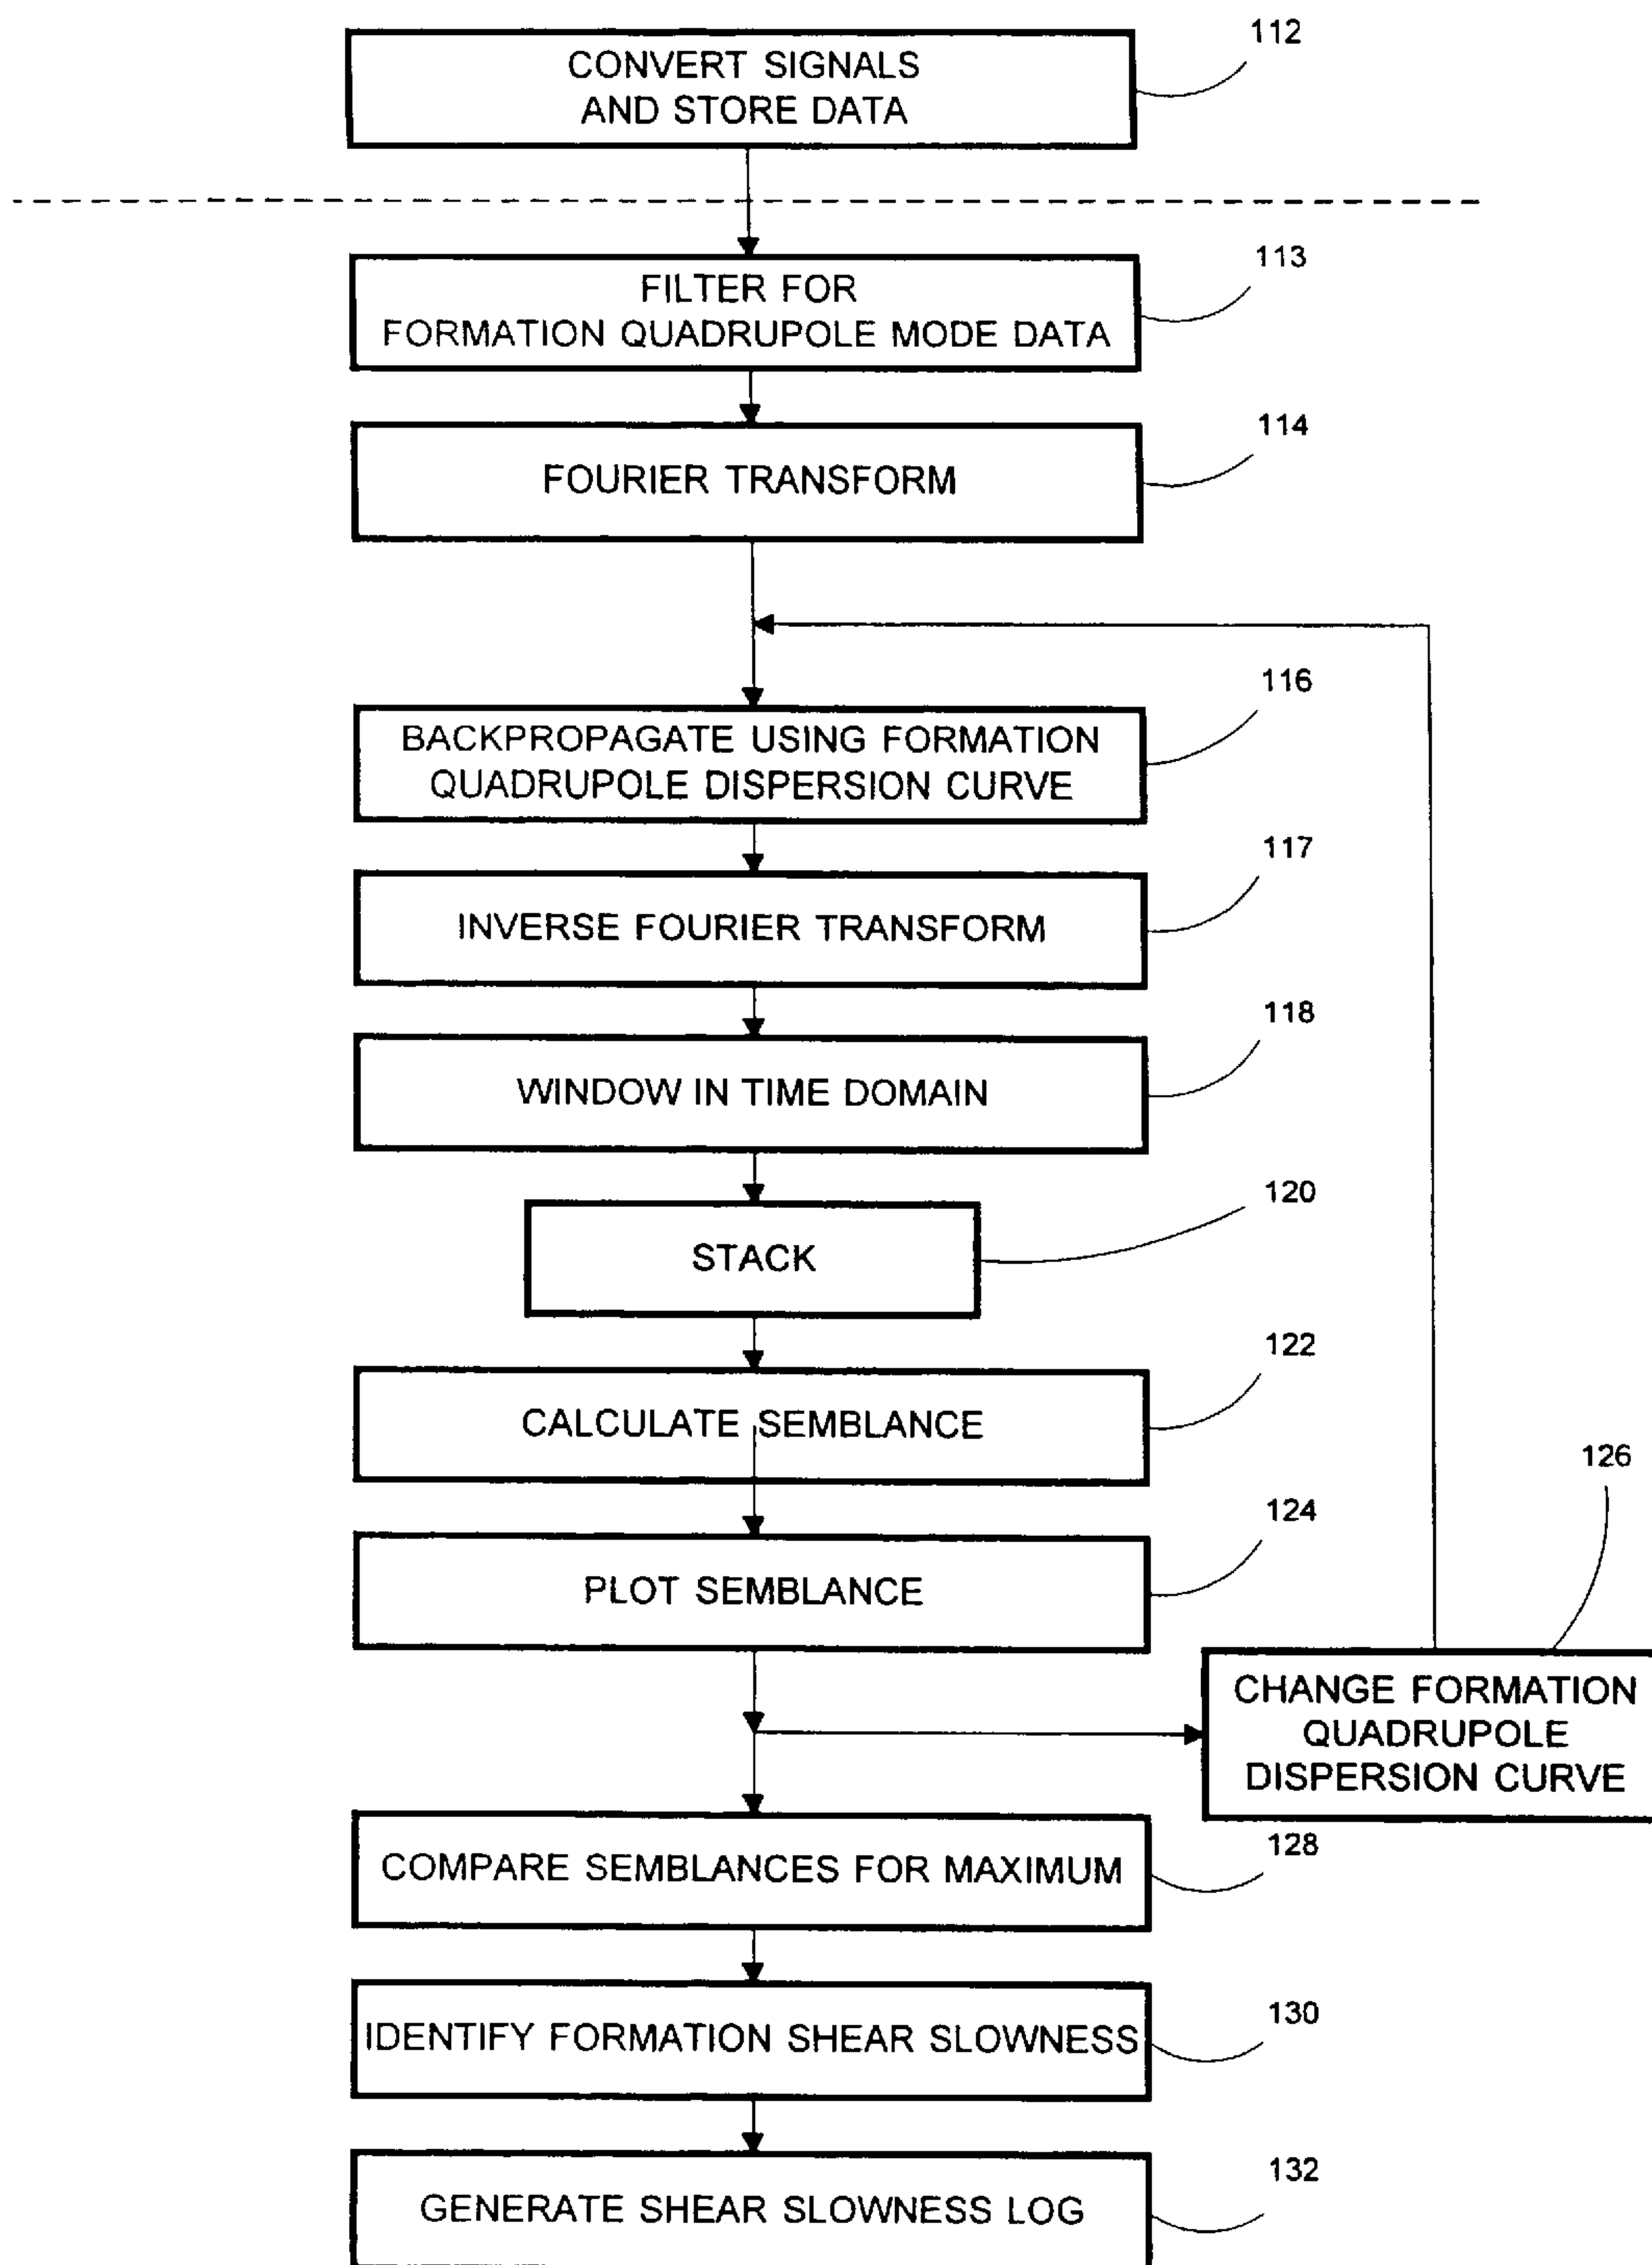 112
CONVERT SIGNALS
AND STORE DATA
113
FILTER FOR
FORMATION QUADRUPOLE MODE DATA
114
FOURIER TRANSFORM
116
BACKPROPAGATE USING FORMATION
QUADRUPOLE DISPERSION CURVE
117
INVERSE FOURIER TRANSFORM
118
WINDOW IN TIME DOMAIN
120
STACK
122
CALCULATE SEMBLANCE
124
PLOT SEMBLANCE
126
CHANGE FORMATION
QUADRUPOLE
DISPERSION CURVE
128
COMPARE SEMBLANCES FOR MAXIMUM
130
IDENTIFY FORMATION SHEAR SLOWNESS
132
GENERATE SHEAR SLOWNESS LOG